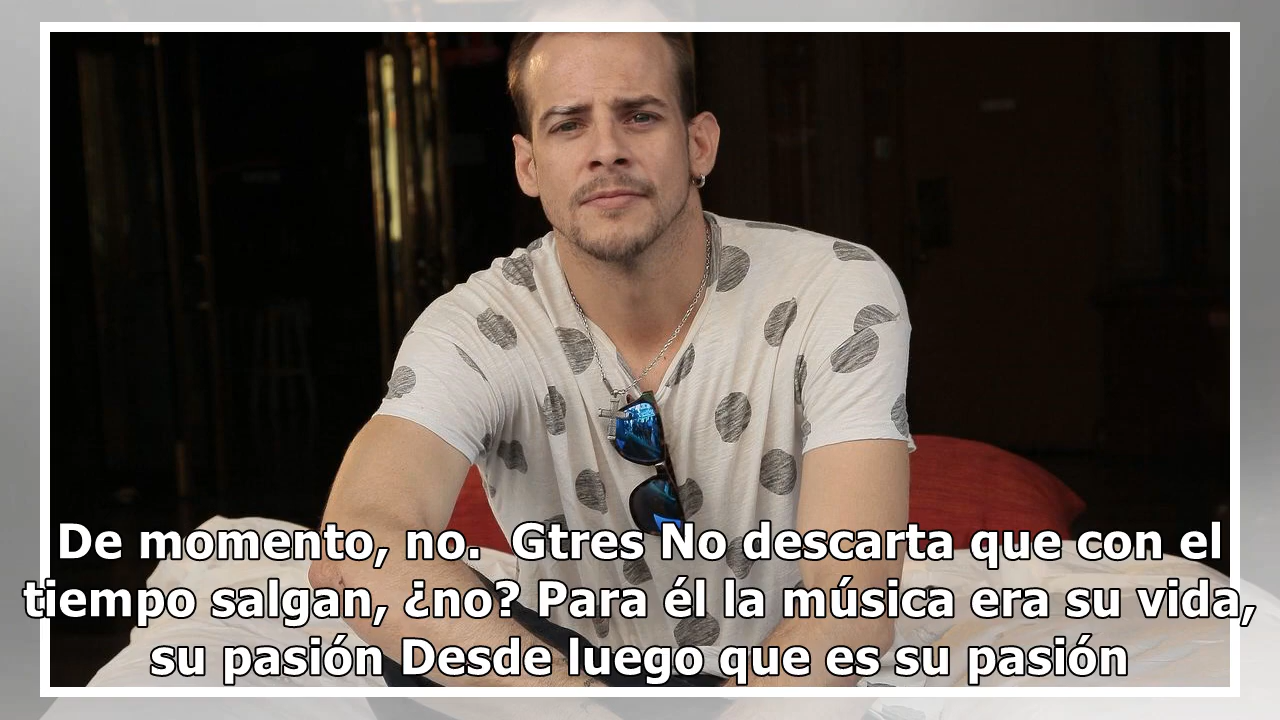 De momento, no.  Gtres No descarta que con el
tiempo salgan, ¿no? Para él la música era su vida,
su pasión Desde luego que es su pasión